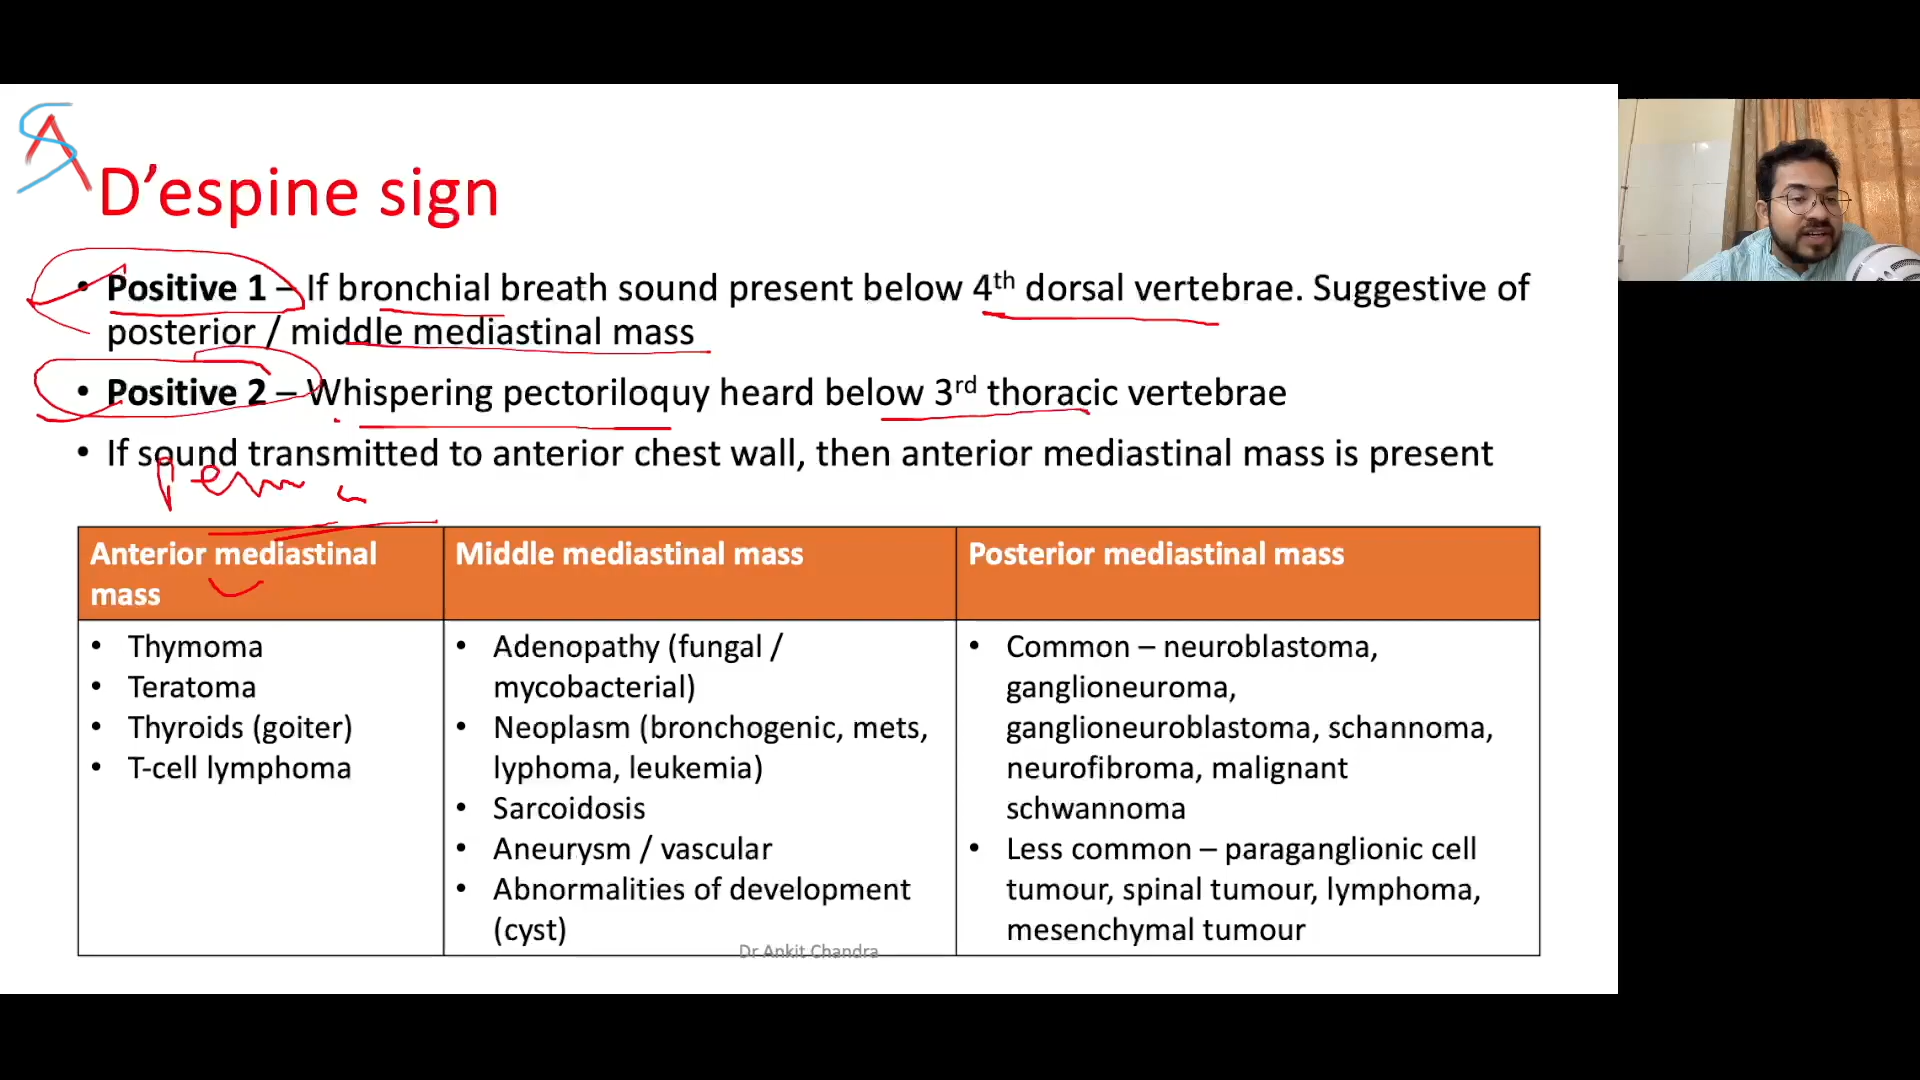 D’espine sign
• Positive 1 – If bronchial breath sound present below 4th dorsal vertebrae. Suggestive of
posterior / middle mediastinal mass
• Positive 2 – Whispering pectoriloquy heard below 3rd thoracic vertebrae
• If sound transmitted to anterior chest wall, then anterior mediastinal mass is present
Anterior mediastinal
mass
• Thymoma
• Teratoma
• Thyroids (goiter)
• T-cell lymphoma
Middle mediastinal mass
• Adenopathy (fungal /
mycobacterial)
• Neoplasm (bronchogenic, mets,
lyphoma, leukemia)
• Sarcoidosis
• Aneurysm / vascular
• Abnormalities of development
(cyst)
Posterior mediastinal mass
• Common – neuroblastoma,
ganglioneuroma,
ganglioneuroblastoma, schannoma,
neurofibroma, malignant
schwannoma
• Less common – paraganglionic cell
tumour, spinal tumour, lymphoma,
mesenchymal tumour
Dr Ankit Chandra